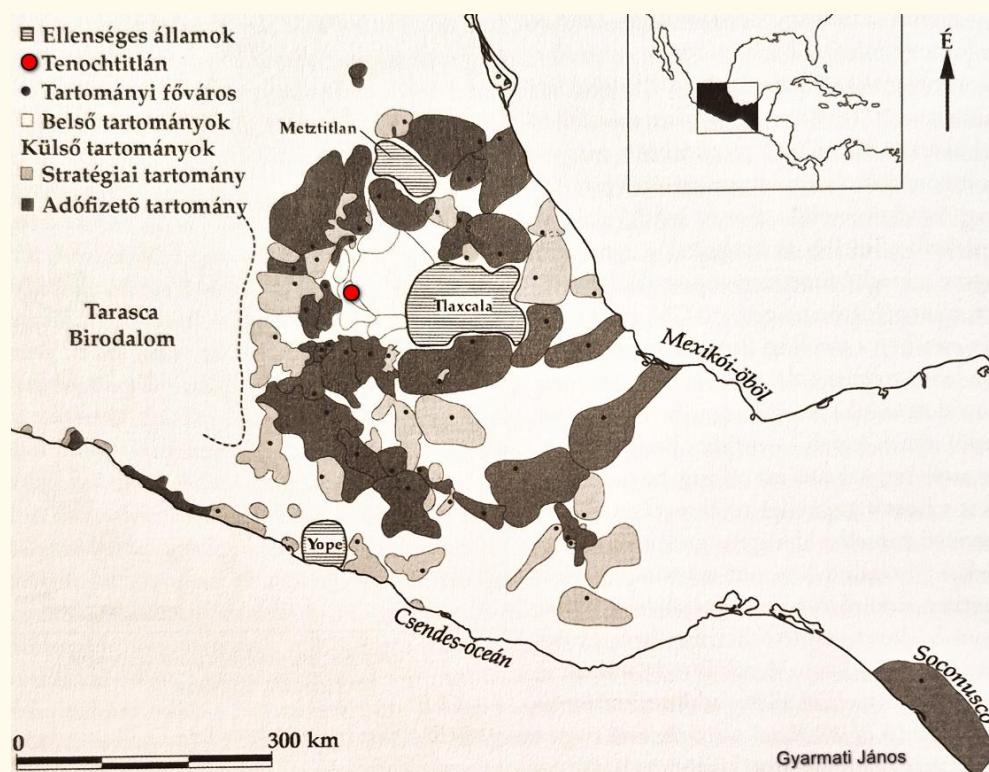 Ellenséges államok
Tenochtitlán
Tartományi főváros
Belső tartományok
Külső tartományok
Stratégiai tartomány
Adófizető tartomány
É
Metztitlan
Tlaxcala
Tarasca
Birodalom
Mexikói-öböl
Yope
Csendes-óceán
Soconusco
0
300 km
Gyarmati János